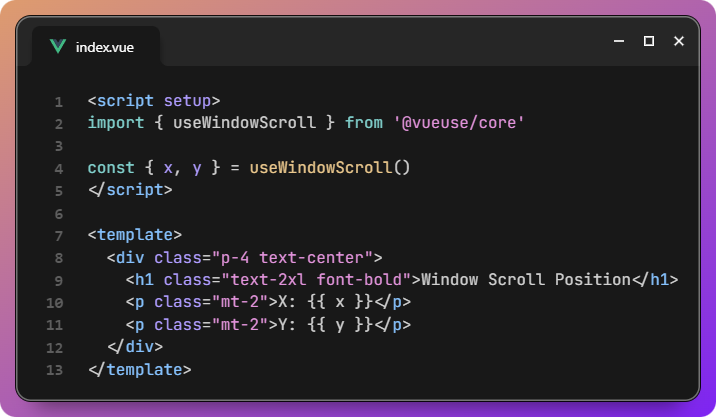 index.vue
1 <script setup>
2 import { useWindowScroll } from '@vueuse/core'
3
4 const { x, y } = useWindowScroll()
5 </script>
6
7 <template>
8   <div class="p-4 text-center">
9     <h1 class="text-2xl font-bold">Window Scroll Position</h1>
10     <p class="mt-2">X: {{ x }}</p>
11     <p class="mt-2">Y: {{ y }}</p>
12   </div>
13 </template>